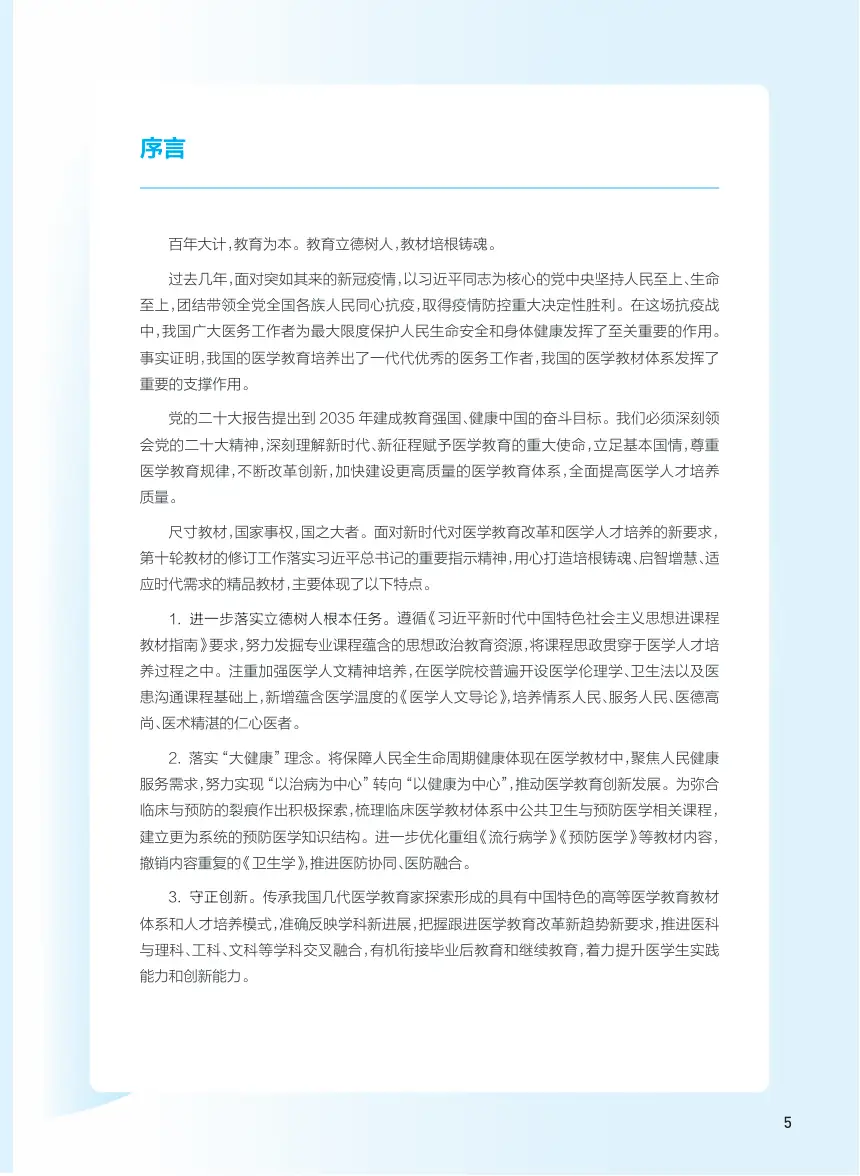 序言
百年大计,教育为本。教育立德树人,教材培根铸魂。
过去几年,面对突如其来的新冠疫情,以习近平同志为核心的党中央坚持人民至上、生命
至上,团结带领全党全国各族人民同心抗疫,取得疫情防控重大决定性胜利。在这场抗疫战
中,我国广大医务工作者为最大限度保护人民生命安全和身体健康发挥了至关重要的作用。
事实证明,我国的医学教育培养出了一代代优秀的医务工作者,我国的医学教材体系发挥了
重要的支撑作用。
党的二十大报告提出到 2035 年建成教育强国、健康中国的奋斗目标。我们必须深刻领
会党的二十大精神,深刻理解新时代、新征程赋予医学教育的重大使命,立足基本国情,尊重
医学教育规律,不断改革创新,加快建设更高质量的医学教育体系,全面提高医学人才培养
质量。
尺寸教材,国家事权,国之大者。面对新时代对医学教育改革和医学人才培养的新要求,
第十轮教材的修订工作落实习近平总书记的重要指示精神,用心打造培根铸魂、启智增慧、适
应时代需求的精品教材,主要体现了以下特点。
1. 进一步落实立德树人根本任务。遵循《习近平新时代中国特色社会主义思想进课程
教材指南》要求,努力发掘专业课程蕴含的思想政治教育资源,将课程思政贯穿于医学人才培
养过程之中。注重加强医学人文精神培养,在医学院校普遍开设医学伦理学、卫生法以及医
患沟通课程基础上,新增蕴含医学温度的《医学人文导论》,培养情系人民、服务人民、医德高
尚、医术精湛的仁心医者。
2. 落实“大健康”理念。将保障人民全生命周期健康体现在医学教材中,聚焦人民健康
服务需求,努力实现“以治病为中心”转向“以健康为中心”,推动医学教育创新发展。为弥合
临床与预防的裂痕作出积极探索,梳理临床医学教材体系中公共卫生与预防医学相关课程,
建立更为系统的预防医学知识结构。进一步优化重组《流行病学》《预防医学》等教材内容,
撤销内容重复的《卫生学》,推进医防协同、医防融合。
3. 守正创新。传承我国几代医学教育家探索形成的具有中国特色的高等医学教育教材
体系和人才培养模式,准确反映学科新进展,把握跟进医学教育改革新趋势新要求,推进医科
与理科、工科、文科等学科交叉融合,有机衔接毕业后教育和继续教育,着力提升医学生实践
能力和创新能力。
5